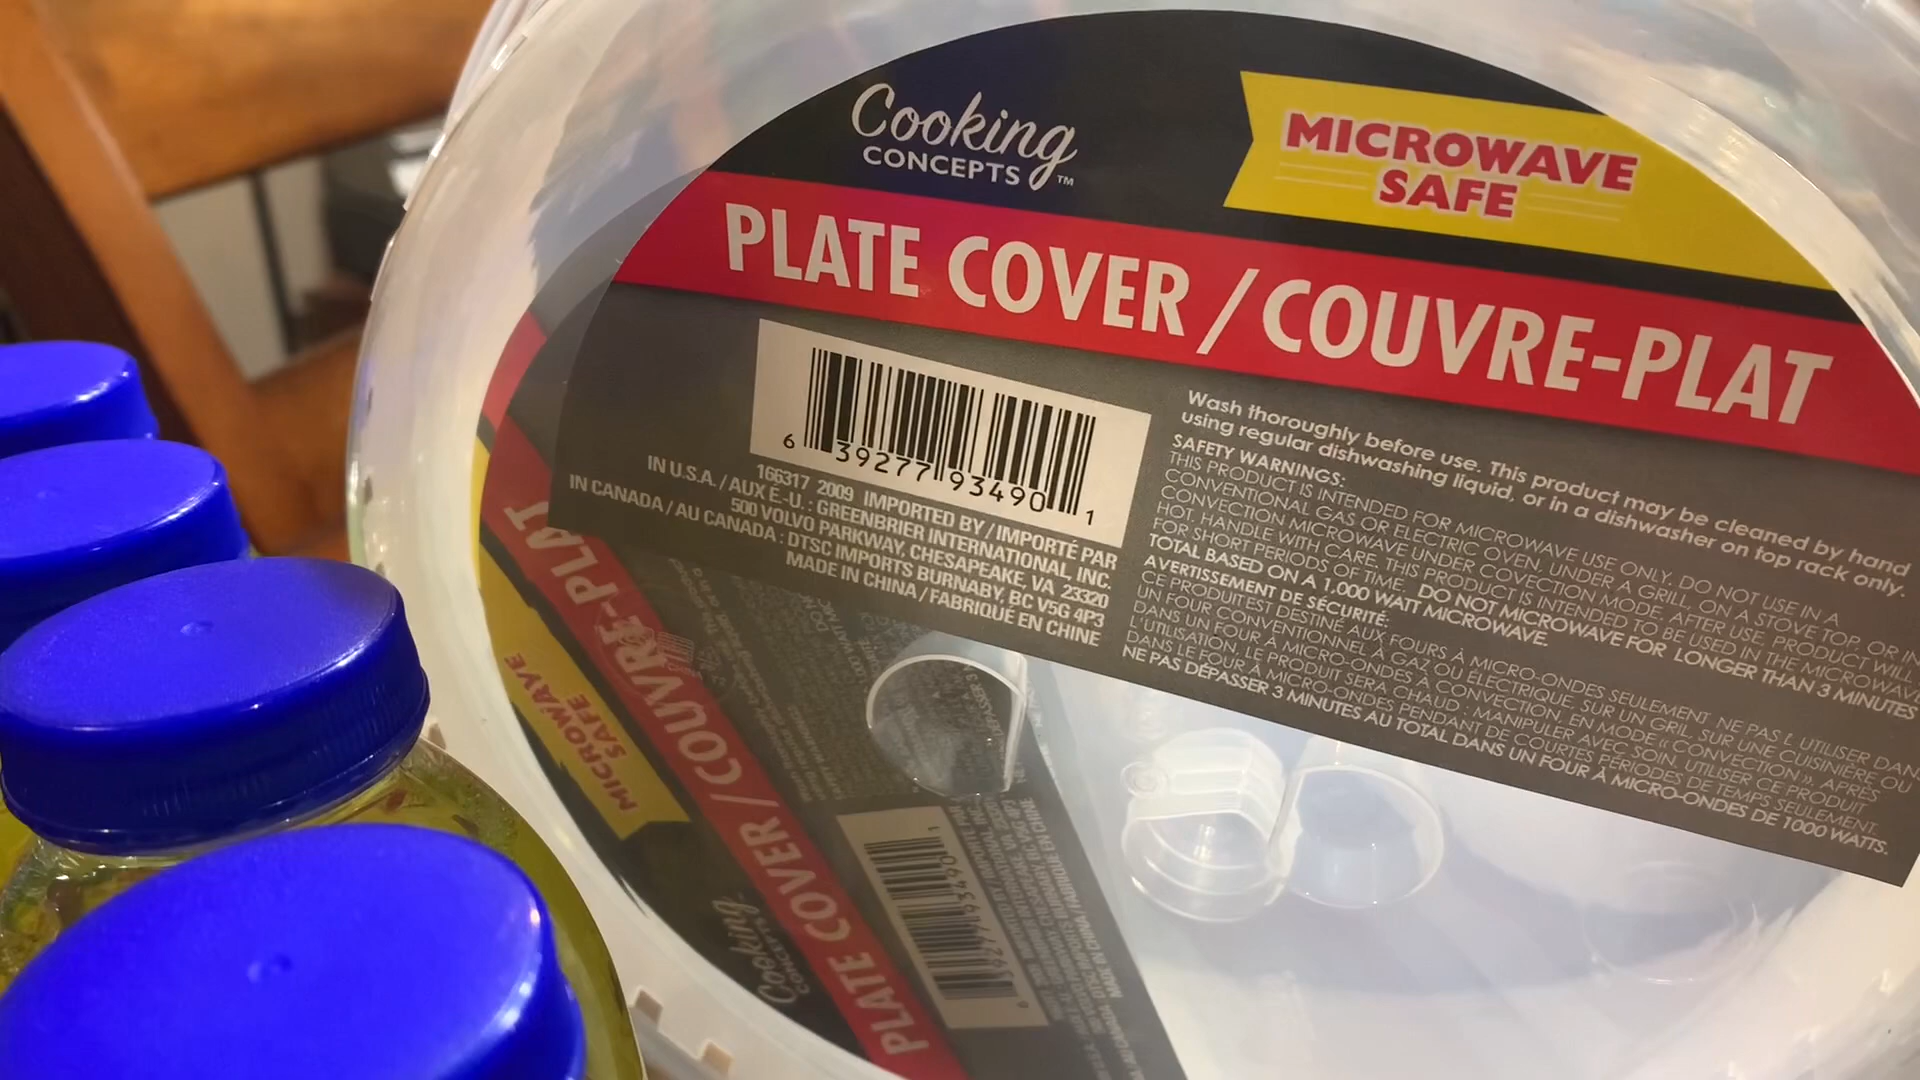 Cooking
CONCEPTS™
MICROWAVE
SAFE
PLATE COVER / COUVRE-PLAT
6 39277 93490 1
166317 2009 IMPORTED BY / IMPORTÉ PAR
IN U.S.A. / AUX É.-U. : GREENBRIER INTERNATIONAL, INC.
500 VOLVO PARKWAY, CHESAPEAKE, VA 23320
IN CANADA / AU CANADA : DTSC IMPORTS BURNABY, BC V5G 4P3
MADE IN CHINA / FABRIQUÉ EN CHINE
Wash thoroughly before use. This product may be cleaned by hand
using regular dishwashing liquid, or in a dishwasher on top rack only.
SAFETY WARNINGS:
THIS PRODUCT IS INTENDED FOR MICROWAVE USE ONLY. DO NOT USE IN A
CONVENTIONAL GAS OR ELECTRIC OVEN, UNDER A GRILL, ON A STOVE TOP, OR IN
CONVECTION MICROWAVE UNDER COVECTION MODE. AFTER USE, PRODUCT WILL
HOT. HANDLE WITH CARE. THIS PRODUCT IS INTENDED TO BE USED IN THE MICROWAVE
FOR SHORT PERIODS OF TIME. DO NOT MICROWAVE FOR LONGER THAN 3 MINUTES
TOTAL BASED ON A 1,000 WATT MICROWAVE.
AVERTISSEMENT DE SÉCURITÉ:
CE PRODUIT EST DESTINÉ AUX FOURS À MICRO-ONDES SEULEMENT. NE PAS L'UTILISER DANS
UN FOUR CONVENTIONNEL À GAZ OU ÉLECTRIQUE, SUR UN GRIL, SUR UNE CUISINIÈRE OU
DANS UN FOUR À MICRO-ONDES À CONVECTION, EN MODE « CONVECTION ». APRÈS
L'UTILISATION, LE PRODUIT SERA CHAUD : MANIPULER AVEC SOIN. UTILISER CE PRODUIT
DANS LE FOUR À MICRO-ONDES PENDANT DE COURTES PÉRIODES DE TEMPS SEULEMENT.
NE PAS DÉPASSER 3 MINUTES AU TOTAL DANS UN FOUR À MICRO-ONDES DE 1000 WATTS.
MICROWAVE
SAFE
PLATE COVER / COUVRE-PLAT
Cooking
CONCEPTS